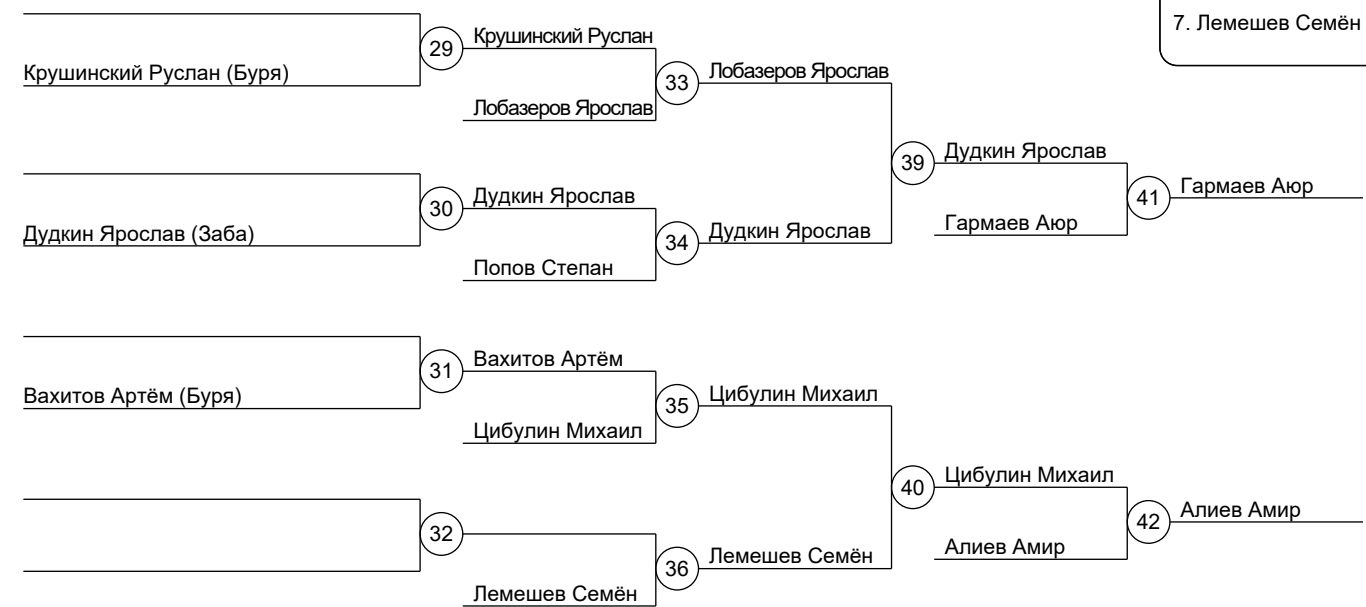 7. Лемешев Семён
29
Крушинский Руслан
Крушинский Руслан (Буря)
33
Лобазеров Ярослав
Лобазеров Ярослав
39
Дудкин Ярослав
30
Дудкин Ярослав
41
Гармаев Аюр
Дудкин Ярослав (Заба)
34
Дудкин Ярослав
Гармаев Аюр
Попов Степан
31
Вахитов Артём
Вахитов Артём (Буря)
35
Цибулин Михаил
Цибулин Михаил
40
Цибулин Михаил
32
42
Алиев Амир
36
Лемешев Семён
Алиев Амир
Лемешев Семён